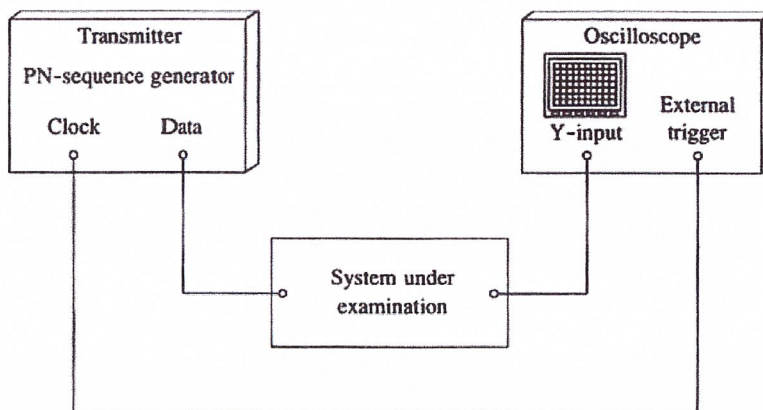 Transmitter
PN-sequence generator
Clock
Data
Oscilloscope
Y-input
External
trigger
System under
examination